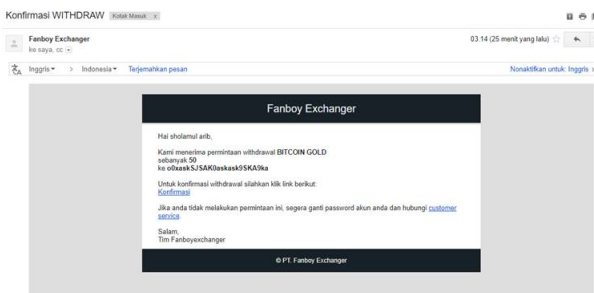 Konfirmasi WITHDRAW Kotak Masuk x
Fanboy Exchanger
03.14 (25 menit yang lalu)
ke saya, cc
Inggris > Indonesia Terjemahkan pesan
Nonaktifkan untuk: Inggris x
Fanboy Exchanger
Hai sholamul arib,
Kami menerima permintaan withdrawal BITCOIN GOLD
sebanyak 50
ke o0xaskSJSAK0askask9SKA9ka
Untuk konfirmasi withdrawal silahkan klik link berikut:
Konfirmasi
Jika anda tidak melakukan permintaan ini, segera ganti password akun anda dan hubungi customer
service.
Salam,
Tim Fanboyexchanger
© PT. Fanboy Exchanger